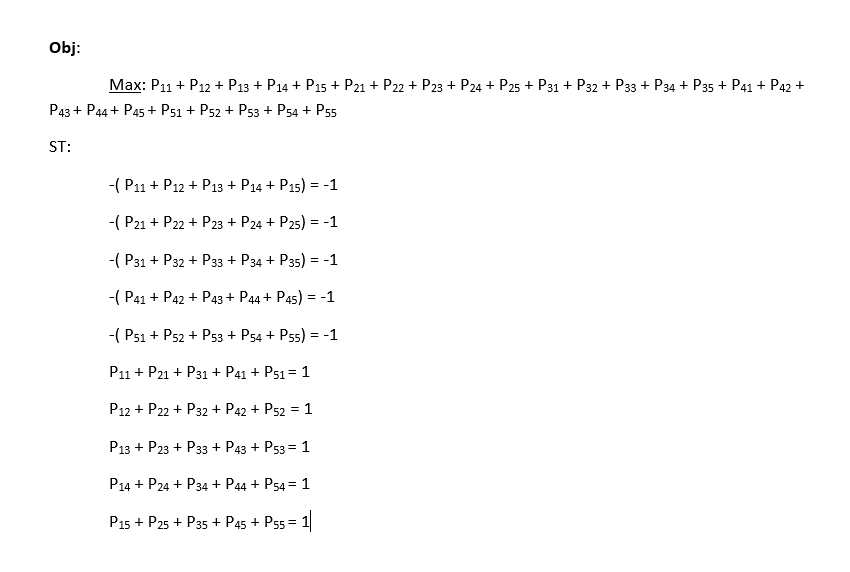 Obj:
Max: P11 + P12 + P13 + P14 + P15 + P21 + P22 + P23 + P24 + P25 + P31 + P32 + P33 + P34 + P35 + P41 + P42 +
P43 + P44 + P45 + P51 + P52 + P53 + P54 + P55
ST:
-( P11 + P12 + P13 + P14 + P15) = -1
-( P21 + P22 + P23 + P24 + P25) = -1
-( P31 + P32 + P33 + P34 + P35) = -1
-( P41 + P42 + P43 + P44 + P45) = -1
-( P51 + P52 + P53 + P54 + P55) = -1
P11 + P21 + P31 + P41 + P51 = 1
P12 + P22 + P32 + P42 + P52 = 1
P13 + P23 + P33 + P43 + P53 = 1
P14 + P24 + P34 + P44 + P54 = 1
P15 + P25 + P35 + P45 + P55 = 1